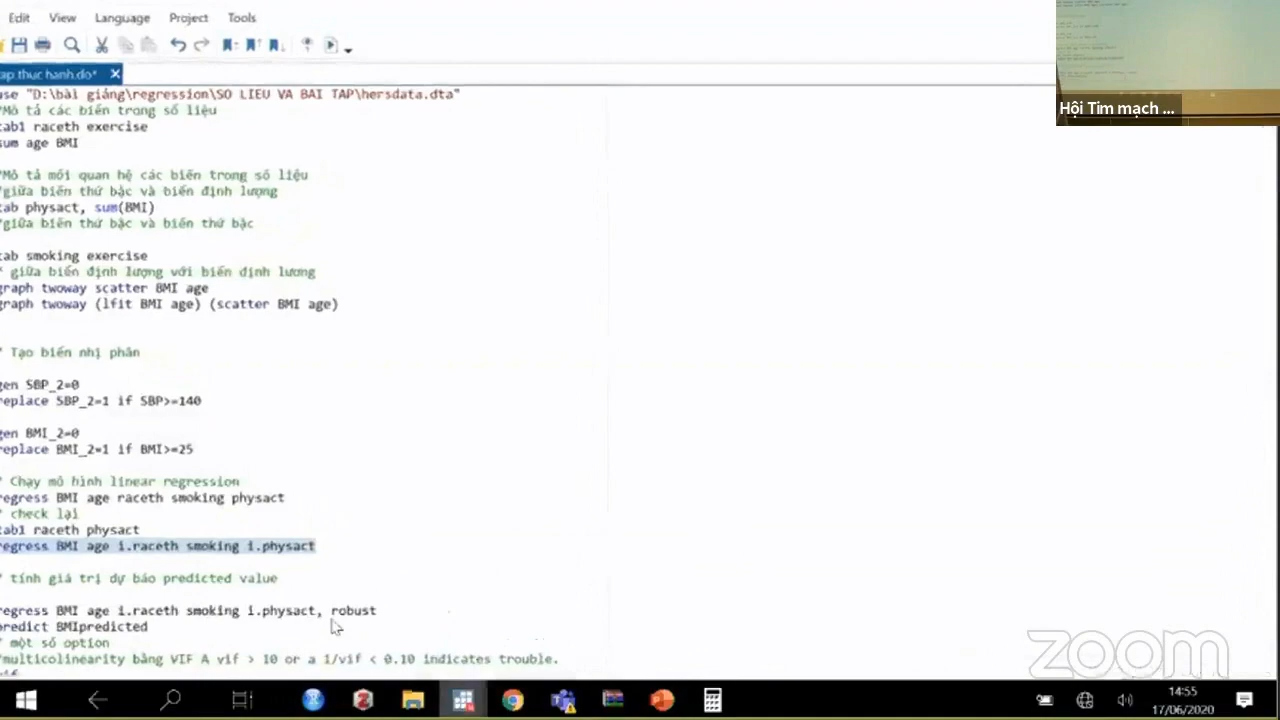 Edit View Language Project Tools
ap thuc hanh.do* ×
use "D:\bài giảng\regression\SO LIEU VA BAI TAP\hersdata.dta"
*Mô tả các biến trong số liệu
tab1 raceth exercise
sum age BMI
*Mô tả mối quan hệ các biến trong số liệu
*giữa biến thứ bậc và biến định lượng
tab physact, sum(BMI)
*giữa biến thứ bậc và biến thứ bậc
tab smoking exercise
* giữa biến định lượng với biến định lương
graph twoway scatter BMI age
graph twoway (lfit BMI age) (scatter BMI age)
* Tạo biến nhị phân
gen SBP_2=0
replace SBP_2=1 if SBP>=140
gen BMI_2=0
replace BMI_2=1 if BMI>=25
* Chạy mô hình linear regression
regress BMI age raceth smoking physact
* check lại
tab1 raceth physact
regress BMI age i.raceth smoking i.physact
* tính giá trị dự báo predicted value
regress BMI age i.raceth smoking i.physact, robust
predict BMIpredicted
* một số option
*multicolinearity bằng VIF A vif > 10 or a 1/vif < 0.10 indicates trouble.
Hội Tim mạch ...
zoom
14:55
17/06/2020